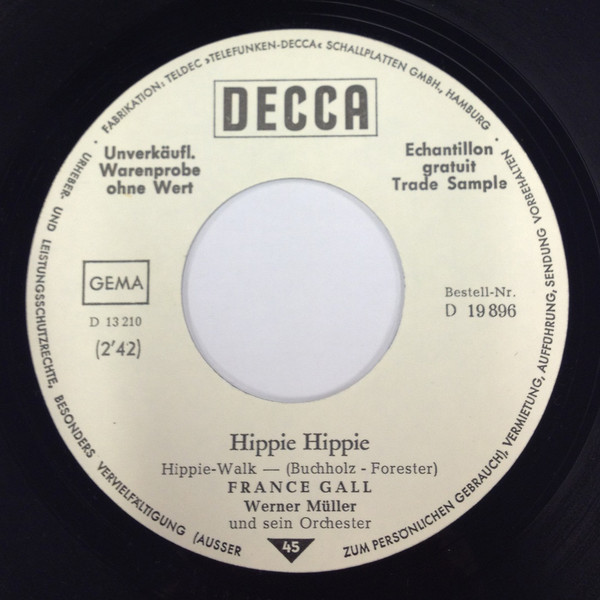 · FABRIKATION: TELDEC »TELEFUNKEN-DECCA« SCHALLPLATTEN GMBH., HAMBURG ·
DECCA
Unverkäufl.
Warenprobe
ohne Wert
Echantillon
gratuit
Trade Sample
GEMA
D 13 210
(2'42)
Bestell-Nr.
D 19 896
Hippie Hippie
Hippie-Walk — (Buchholz - Forester)
FRANCE GALL
Werner Müller
und sein Orchester
45
URHEBER- UND LEISTUNGSSCHUTZRECHTE, BESONDERS VERVIELFÄLTIGUNG (AUSSER
ZUM PERSÖNLICHEN GEBRAUCH), VERMIETUNG, AUFFÜHRUNG, SENDUNG VORBEHALTEN